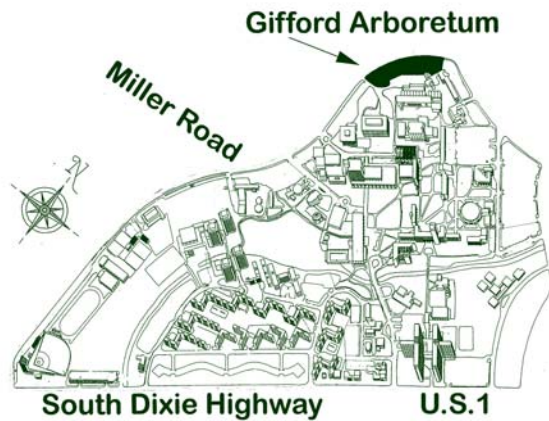 Gifford Arboretum
Miller Road
N
South Dixie Highway
U.S.1